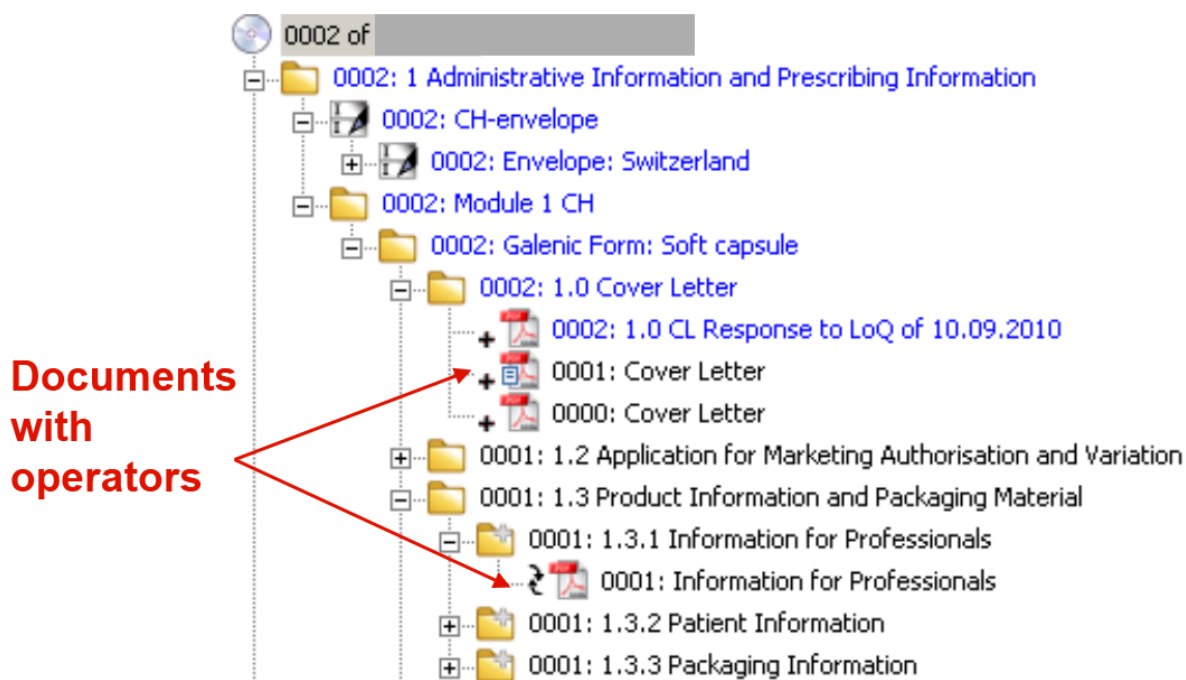 0002 of
0002: 1 Administrative Information and Prescribing Information
0002: CH-envelope
0002: Envelope: Switzerland
0002: Module 1 CH
0002: Galenic Form: Soft capsule
0002: 1.0 Cover Letter
0002: 1.0 CL Response to LoQ of 10.09.2010
0001: Cover Letter
0000: Cover Letter
0001: 1.2 Application for Marketing Authorisation and Variation
0001: 1.3 Product Information and Packaging Material
0001: 1.3.1 Information for Professionals
0001: Information for Professionals
0001: 1.3.2 Patient Information
0001: 1.3.3 Packaging Information
Documents
with
operators